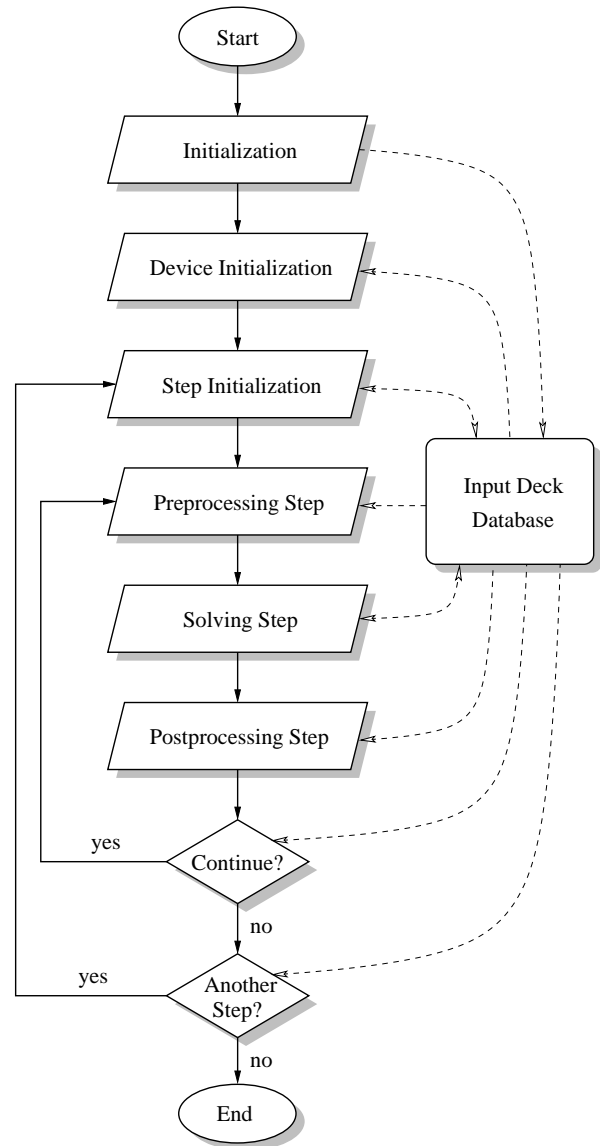 Start
Initialization
Device Initialization
Step Initialization
Preprocessing Step
Input Deck
Database
Solving Step
Postprocessing Step
yes
Continue?
no
yes
Another
Step?
no
End